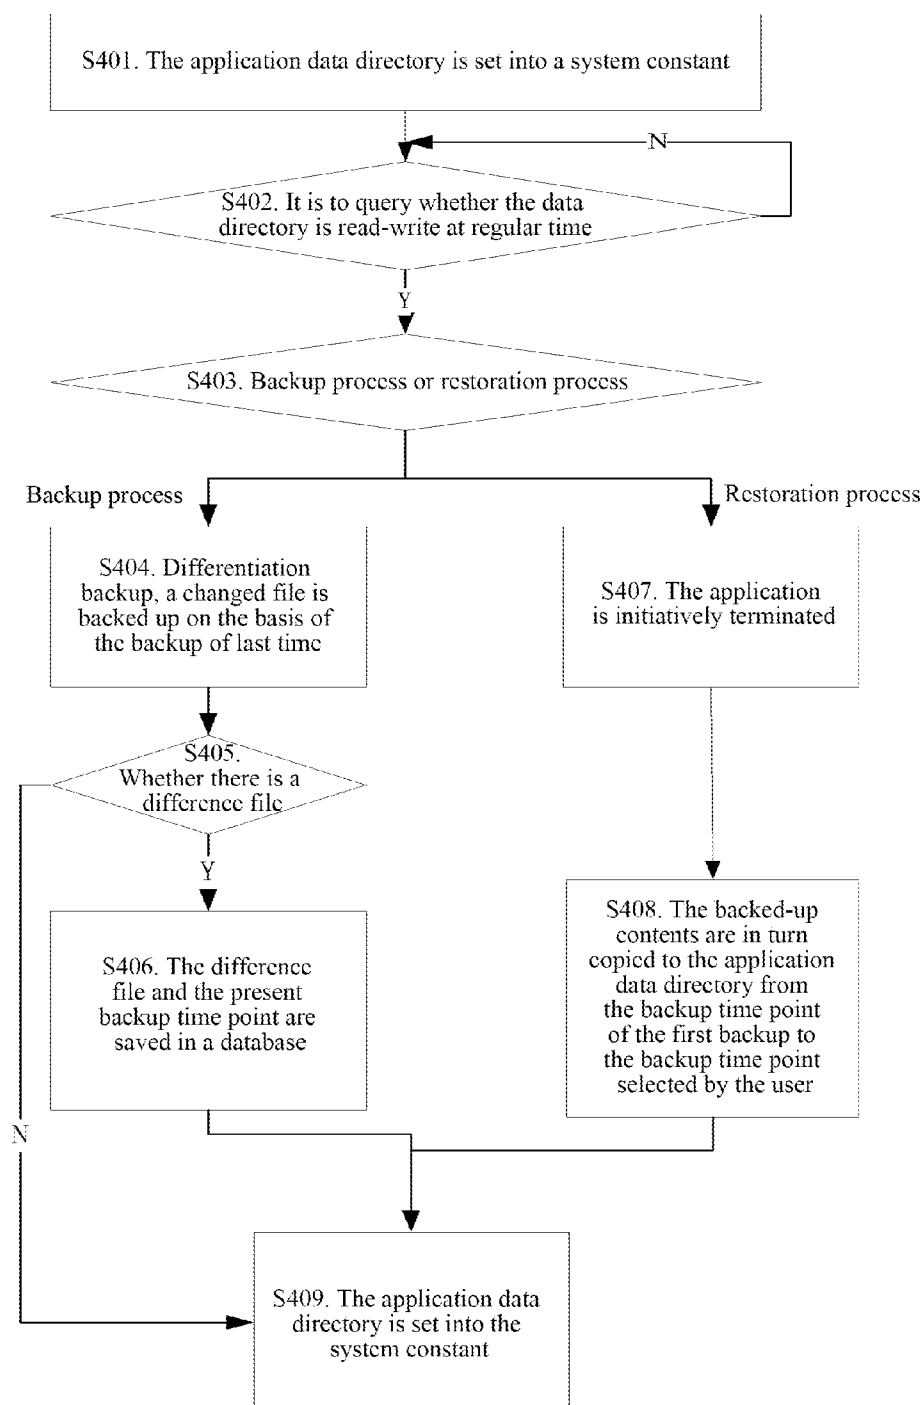 S401. The application data directory is set into a system constant
N
S402. It is to query whether the data
directory is read-write at regular time
Y
S403. Backup process or restoration process
Backup process
Restoration process
S404. Differentiation
backup, a changed file is
backed up on the basis of
the backup of last time
S407. The application
is initiatively terminated
S405.
Whether there is a
difference file
Y
S406. The difference
file and the present
backup time point are
saved in a database
S408. The backed-up
contents are in turn
copied to the application
data directory from
the backup time point
of the first backup to
the backup time point
selected by the user
N
S409. The application data
directory is set into the
system constant